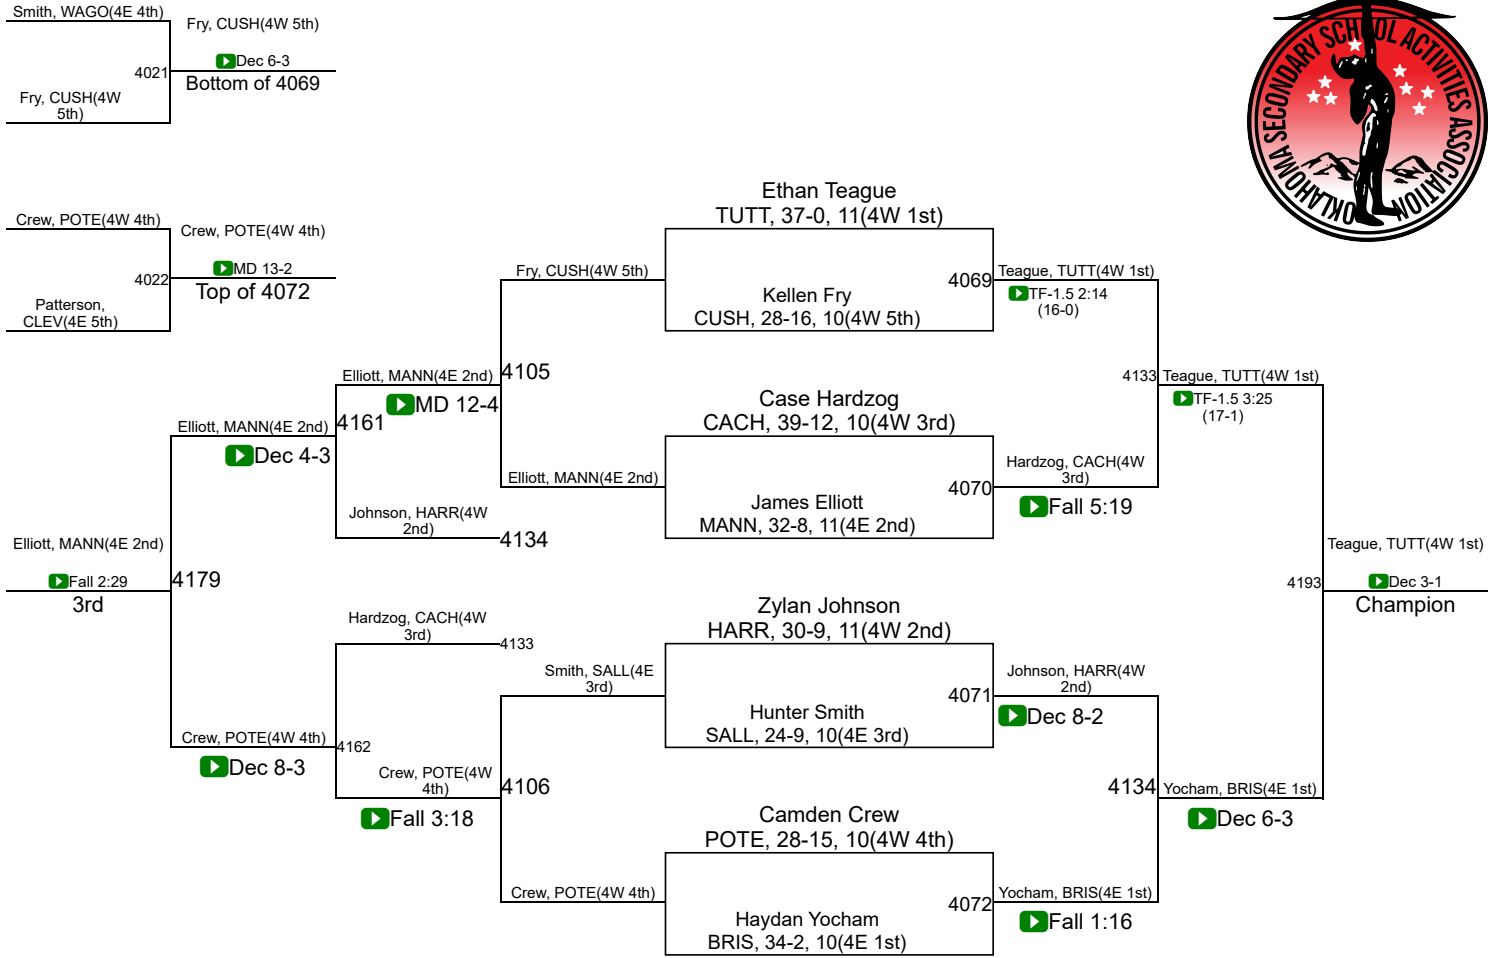 Smith, WAGO(4E 4th)
Fry, CUSH(4W 5th)
Dec 6-3
4021
Bottom of 4069
Fry, CUSH(4W
5th)
OKLAHOMA SECONDARY SCHOOL ACTIVITIES ASSOCIATION
Crew, POTE(4W 4th)
Crew, POTE(4W 4th)
MD 13-2
4022
Top of 4072
Patterson,
CLEV(4E 5th)
Ethan Teague
TUTT, 37-0, 11(4W 1st)
Fry, CUSH(4W 5th)
4069
Teague, TUTT(4W 1st)
TF-1.5 2:14
(16-0)
Kellen Fry
CUSH, 28-16, 10(4W 5th)
Elliott, MANN(4E 2nd)
4105
MD 12-4
4133
Teague, TUTT(4W 1st)
TF-1.5 3:25
(17-1)
Case Hardzog
CACH, 39-12, 10(4W 3rd)
Elliott, MANN(4E 2nd)
4161
Dec 4-3
Elliott, MANN(4E 2nd)
4070
Hardzog, CACH(4W
3rd)
Fall 5:19
James Elliott
MANN, 32-8, 11(4E 2nd)
Johnson, HARR(4W
2nd)
4134
Elliott, MANN(4E 2nd)
Fall 2:29
4179
3rd
Teague, TUTT(4W 1st)
4193
Dec 3-1
Champion
Zylan Johnson
HARR, 30-9, 11(4W 2nd)
Hardzog, CACH(4W
3rd)
4133
Smith, SALL(4E
3rd)
4071
Johnson, HARR(4W
2nd)
Dec 8-2
Hunter Smith
SALL, 24-9, 10(4E 3rd)
Crew, POTE(4W 4th)
4162
Dec 8-3
Crew, POTE(4W
4th)
4106
Fall 3:18
4134
Yocham, BRIS(4E 1st)
Dec 6-3
Camden Crew
POTE, 28-15, 10(4W 4th)
Crew, POTE(4W 4th)
4072
Yocham, BRIS(4E 1st)
Fall 1:16
Haydan Yocham
BRIS, 34-2, 10(4E 1st)